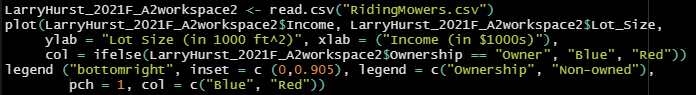 LarryHurst_2021F_A2workspace2 <- read.csv("RidingMowers.csv")
plot(LarryHurst_2021F_A2workspace2$Income, LarryHurst_2021F_A2workspace2$Lot_Size,
ylab = "Lot Size (in 1000 ft^2)", xlab = ("Income (in $1000s)"),
col = ifelse(LarryHurst_2021F_A2workspace2$Ownership == "Owner", "Blue", "Red"))
legend ("bottomright", inset = c (0,0.905), legend = c("Ownership", "Non-owned"),
pch = 1, col = c("Blue", "Red"))